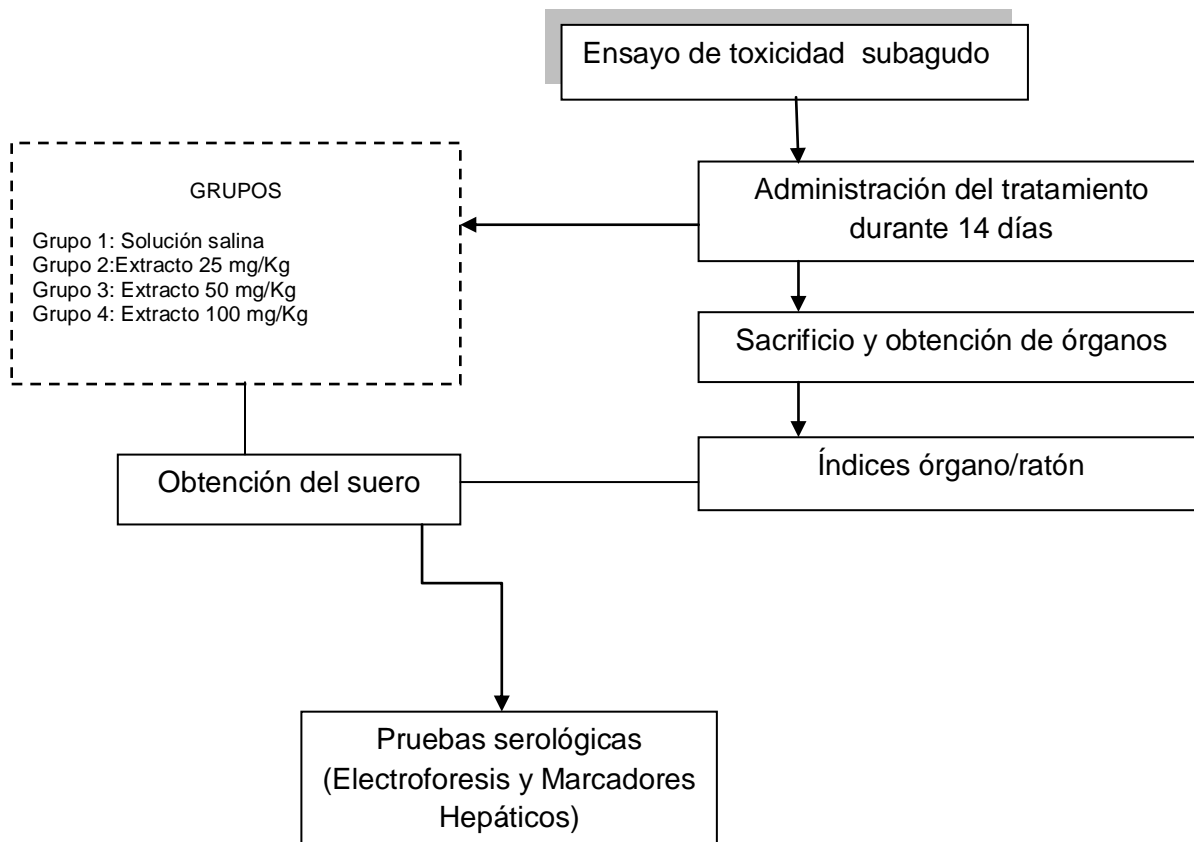 Ensayo de toxicidad subagudo
GRUPOS
Grupo 1: Solución salina
Grupo 2:Extracto 25 mg/Kg
Grupo 3: Extracto 50 mg/Kg
Grupo 4: Extracto 100 mg/Kg
Administración del tratamiento
durante 14 días
Sacrificio y obtención de órganos
Índices órgano/ratón
Obtención del suero
Pruebas serológicas
(Electroforesis y Marcadores
Hepáticos)